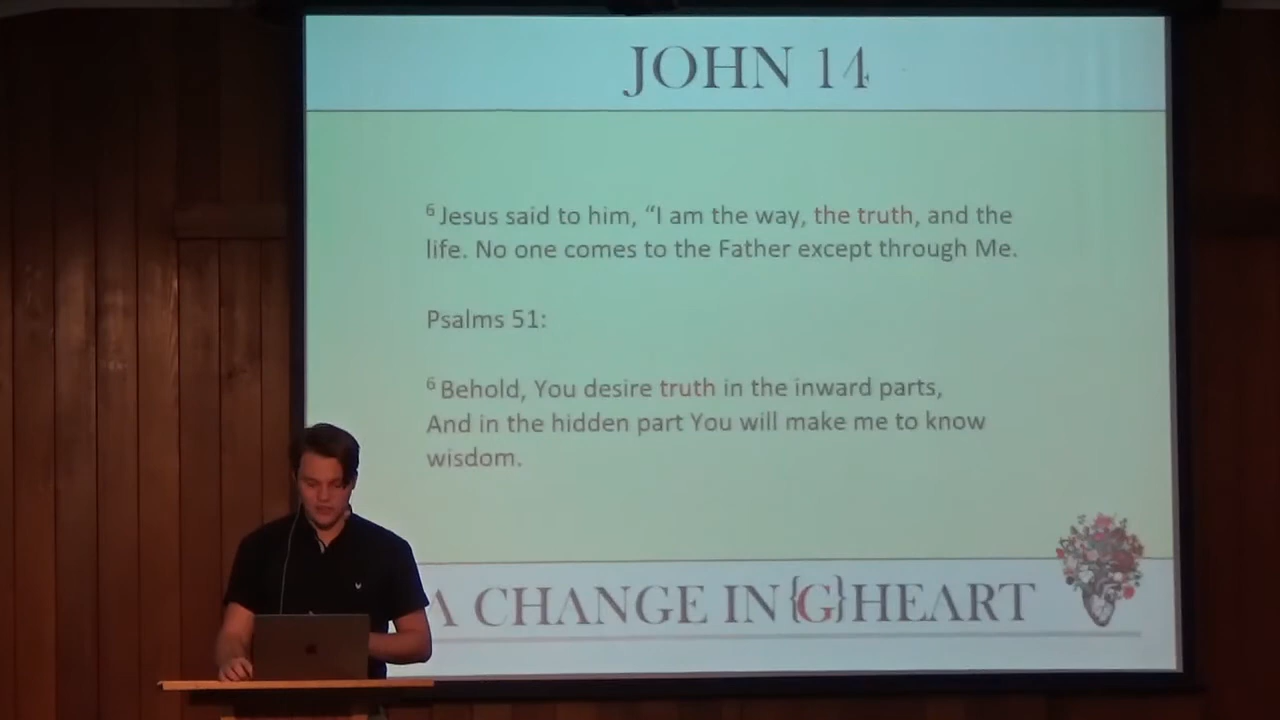 JOHN 14
⁶ Jesus said to him, “I am the way, the truth, and the
life. No one comes to the Father except through Me.
Psalms 51:
⁶ Behold, You desire truth in the inward parts,
And in the hidden part You will make me to know
wisdom.
A CHANGE IN{G}HEART